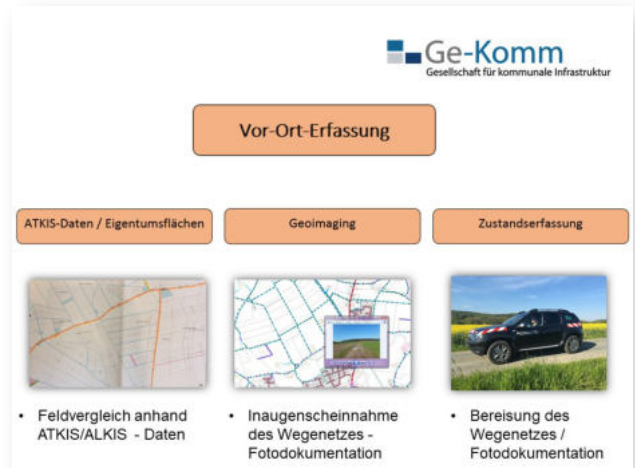 Ge-Komm
Gesellschaft für kommunale Infrastruktur
Vor-Ort-Erfassung
ATKIS-Daten / Eigentumsflächen
Geoimaging
Zustandserfassung
• Feldvergleich anhand
ATKIS/ALKIS - Daten
• Inaugenscheinnahme
des Wegenetzes -
Fotodokumentation
• Bereisung des
Wegenetzes /
Fotodokumentation